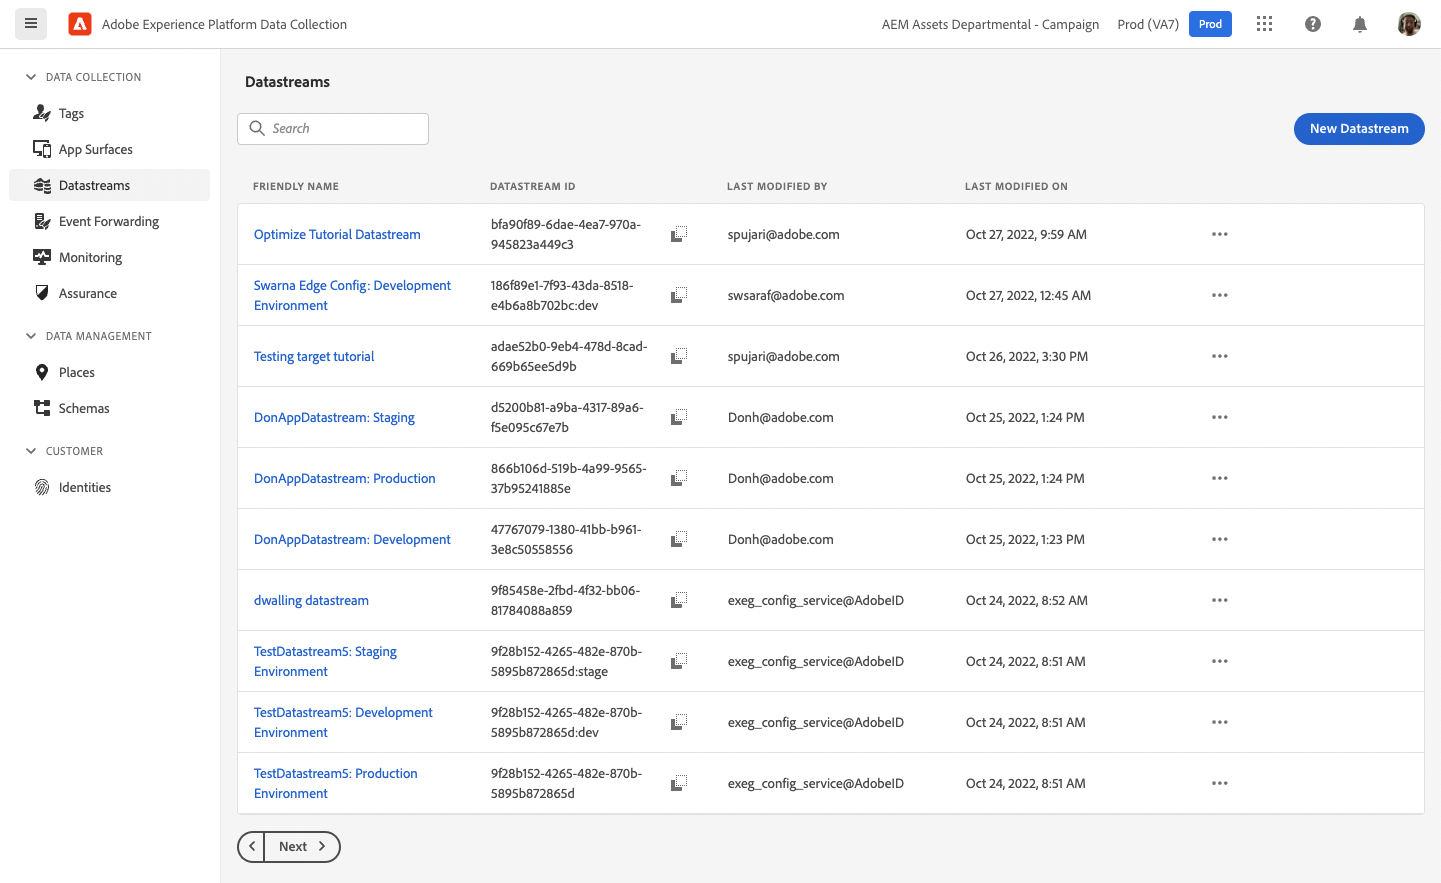 Adobe Experience Platform Data Collection
AEM Assets Departmental - Campaign
Prod (VA7)
Prod
DATA COLLECTION
Tags
App Surfaces
Datastreams
Event Forwarding
Monitoring
Assurance
DATA MANAGEMENT
Places
Schemas
CUSTOMER
Identities
Datastreams
Search
New Datastream
FRIENDLY NAME DATASTREAM ID LAST MODIFIED BY LAST MODIFIED ON
Optimize Tutorial Datastream
bfa90f89-6dae-4ea7-970a-
945823a449c3
spujari@adobe.com
Oct 27, 2022, 9:59 AM
Swarna Edge Config: Development
Environment
186f89e1-7f93-43da-8518-
e4b6a8b702bc:dev
swsaraf@adobe.com
Oct 27, 2022, 12:45 AM
Testing target tutorial
adae52b0-9eb4-478d-8cad-
669b65ee5d9b
spujari@adobe.com
Oct 26, 2022, 3:30 PM
DonAppDatastream: Staging
d5200b81-a9ba-4317-89a6-
f5e095c67e7b
Donh@adobe.com
Oct 25, 2022, 1:24 PM
DonAppDatastream: Production
866b106d-519b-4a99-9565-
37b95241885e
Donh@adobe.com
Oct 25, 2022, 1:24 PM
DonAppDatastream: Development
47767079-1380-41bb-b961-
3e8c50558556
Donh@adobe.com
Oct 25, 2022, 1:23 PM
dwalling datastream
9f85458e-2fbd-4f32-bb06-
81784088a859
exeg_config_service@AdobeID
Oct 24, 2022, 8:52 AM
TestDatastream5: Staging
Environment
9f28b152-4265-482e-870b-
5895b872865d:stage
exeg_config_service@AdobeID
Oct 24, 2022, 8:51 AM
TestDatastream5: Development
Environment
9f28b152-4265-482e-870b-
5895b872865d:dev
exeg_config_service@AdobeID
Oct 24, 2022, 8:51 AM
TestDatastream5: Production
Environment
9f28b152-4265-482e-870b-
5895b872865d
exeg_config_service@AdobeID
Oct 24, 2022, 8:51 AM
Next